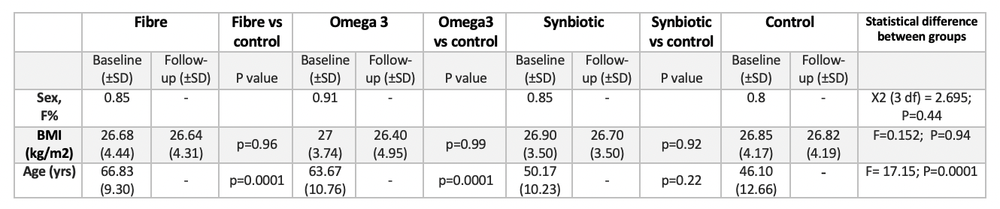 Fibre Fibre vs control Omega 3 Omega3 vs control Synbiotic Synbiotic vs control Control Statistical difference between groups
Baseline (±SD) Follow-up (±SD) P value Baseline (±SD) Follow-up (±SD) P value Baseline (±SD) Follow-up (±SD) P value Baseline (±SD) Follow-up (±SD)
Sex, F% 0.85 - 0.91 - 0.85 - 0.8 - X2 (3 df) = 2.695; P=0.44
BMI (kg/m2) 26.68 (4.44) 26.64 (4.31) p=0.96 27 (3.74) 26.40 (4.95) p=0.99 26.90 (3.50) 26.70 (3.50) p=0.92 26.85 (4.17) 26.82 (4.19) F=0.152; P=0.94
Age (yrs) 66.83 (9.30) - p=0.0001 63.67 (10.76) - p=0.0001 50.17 (10.23) - p=0.22 46.10 (12.66) - F= 17.15; P=0.0001